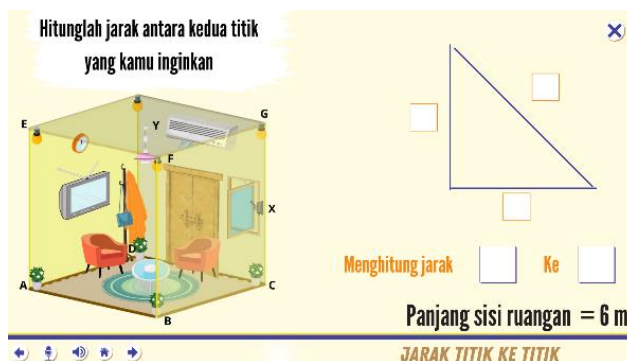 Hitunglah jarak antara kedua titik
yang kamu inginkan
E
Y
G
F
X
D
A
C
B
Menghitung jarak
Ke
Panjang sisi ruangan = 6 m
JARAK TITIK KE TITIK